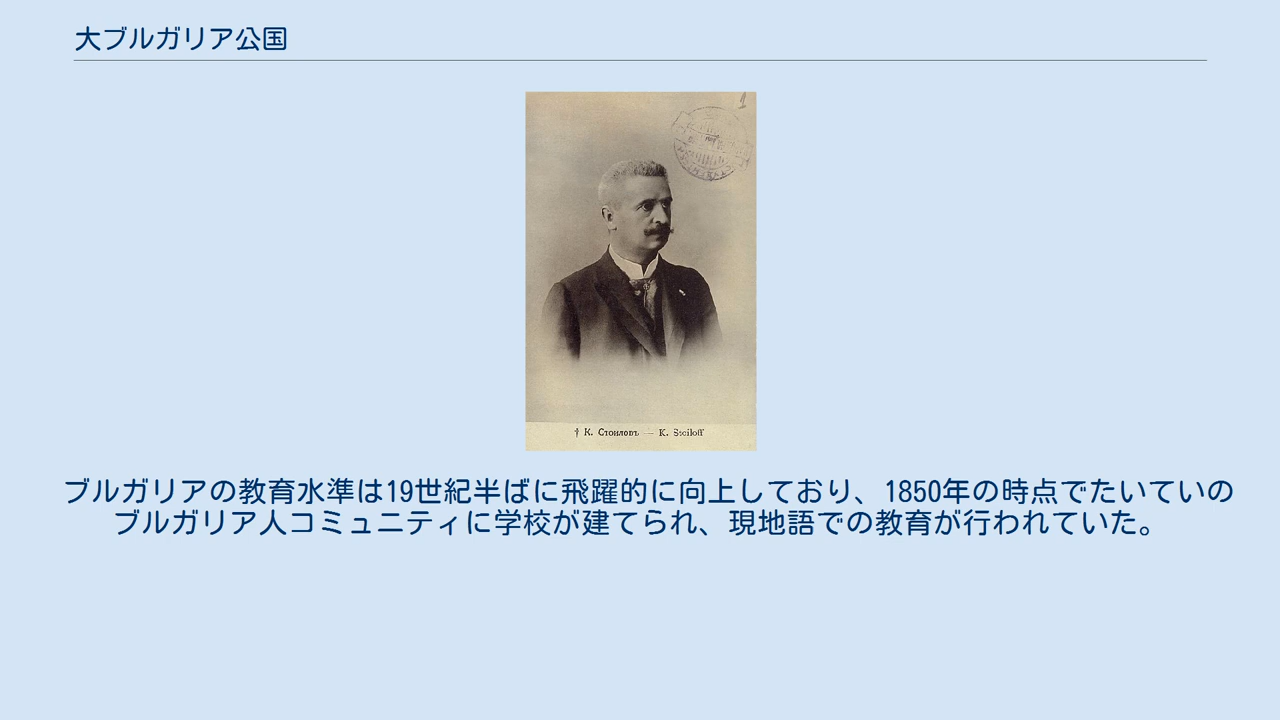 大ブルガリア公国
1
† К. Стоиловъ — K. Stoiloff
ブルガリアの教育水準は19世紀半ばに飛躍的に向上しており、1850年の時点でたいていの
ブルガリア人コミュニティに学校が建てられ、現地語での教育が行われていた。